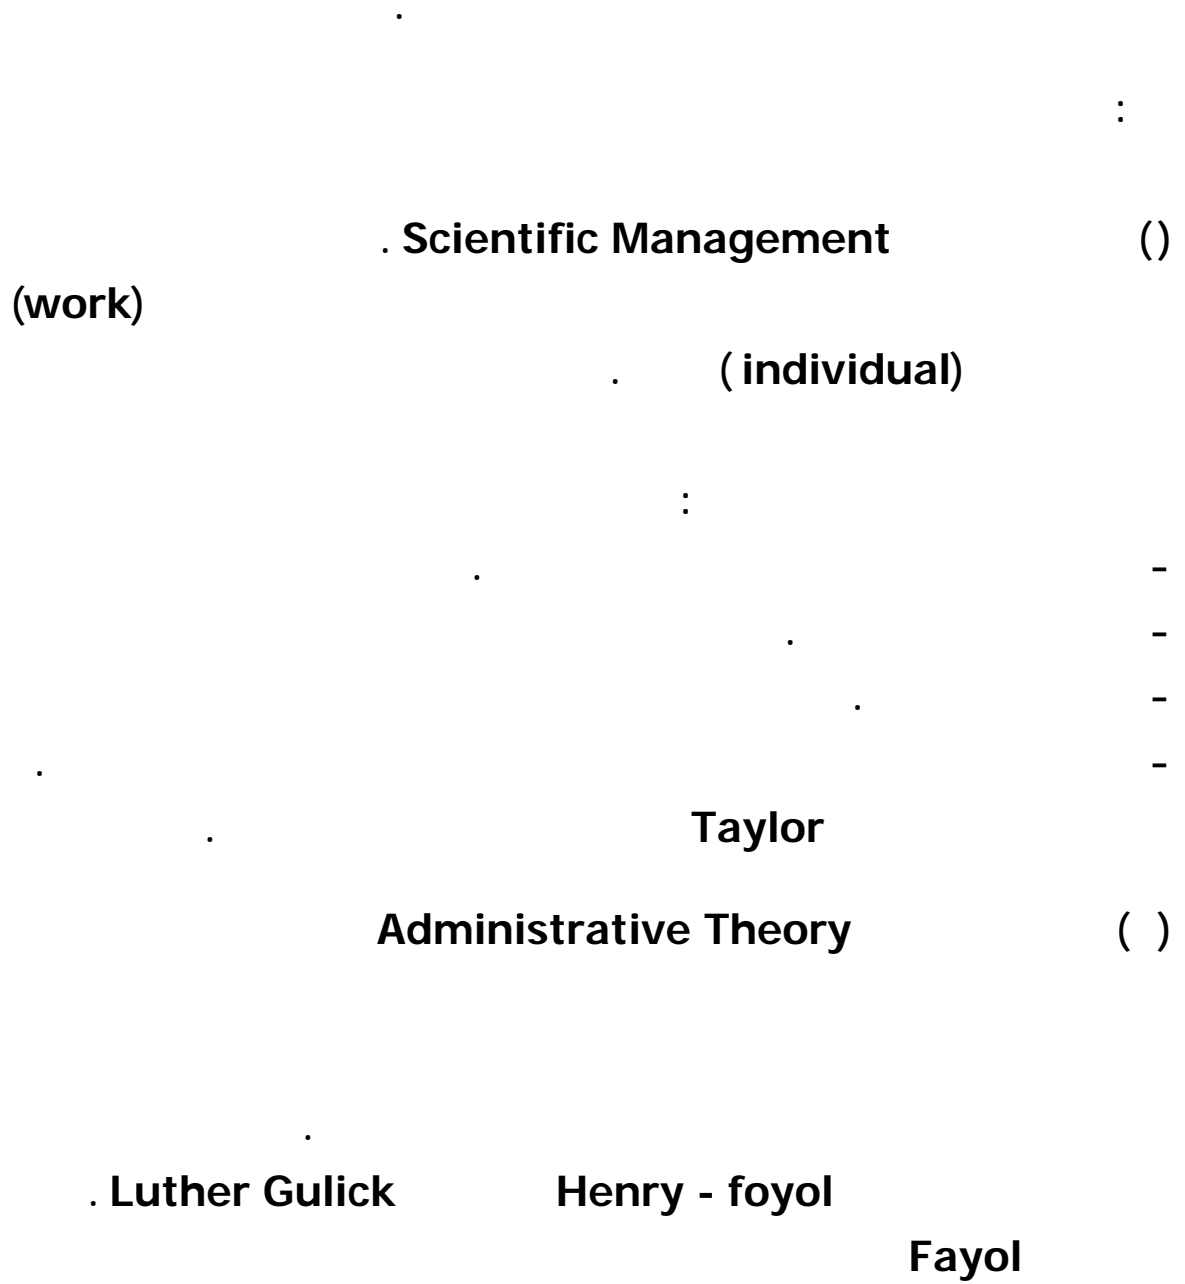 .
:
() Scientific Management .
(work)
(individual) .
:
- .
- .
- .
- .
Taylor .
( ) Administrative Theory
.
Henry - foyol Luther Gulick .
Fayol